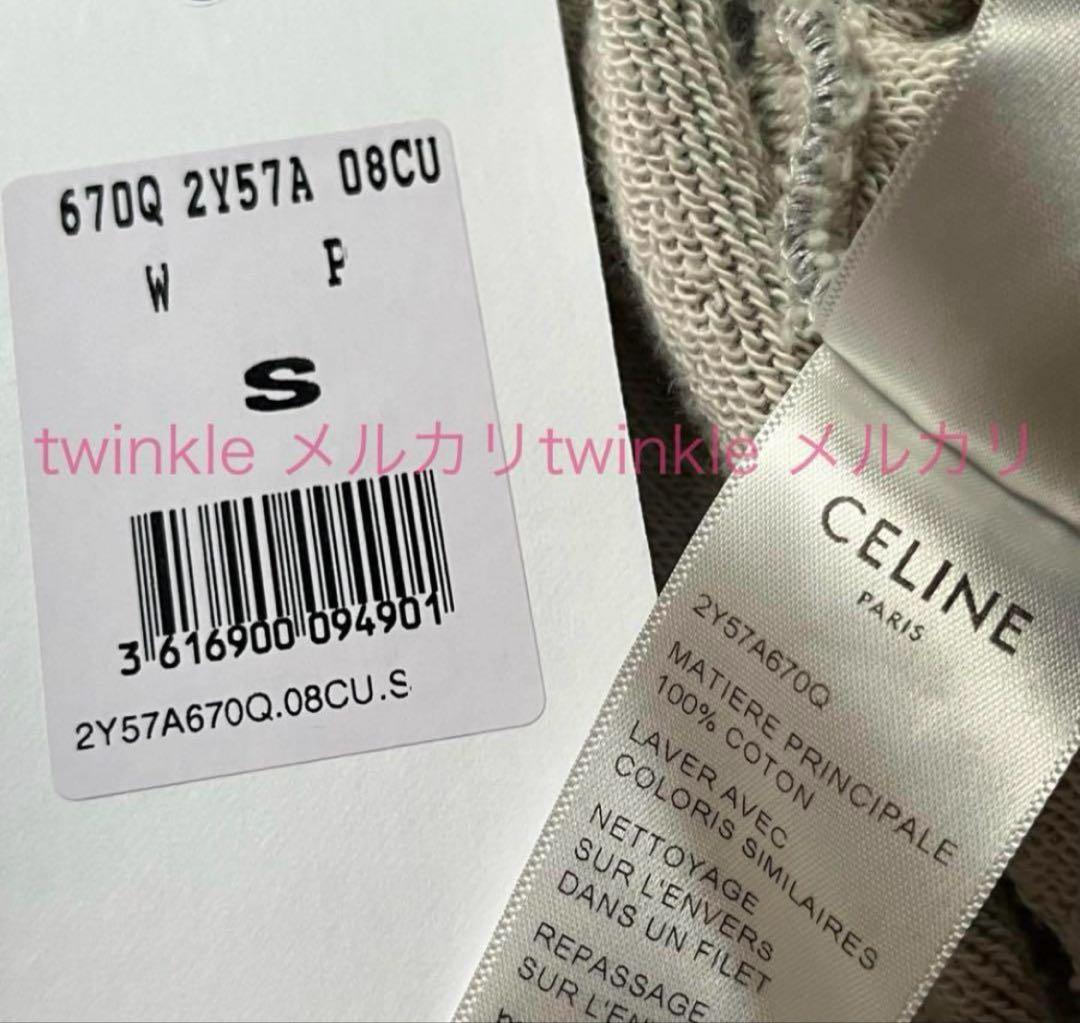 670Q 2Y57A 08CU
W P
S
twinkle メルカリtwinkle メルカリ
3 616900 094901
2Y57A670Q.08CU.S
CELINE
PARIS
2Y57A670Q
MATIERE PRINCIPALE
100% COTON
LAVER AVEC
COLORIS SIMILAIRES
NETTOYAGE
SUR L'ENVERS
DANS UN FILET
REPASSAGE
SUR